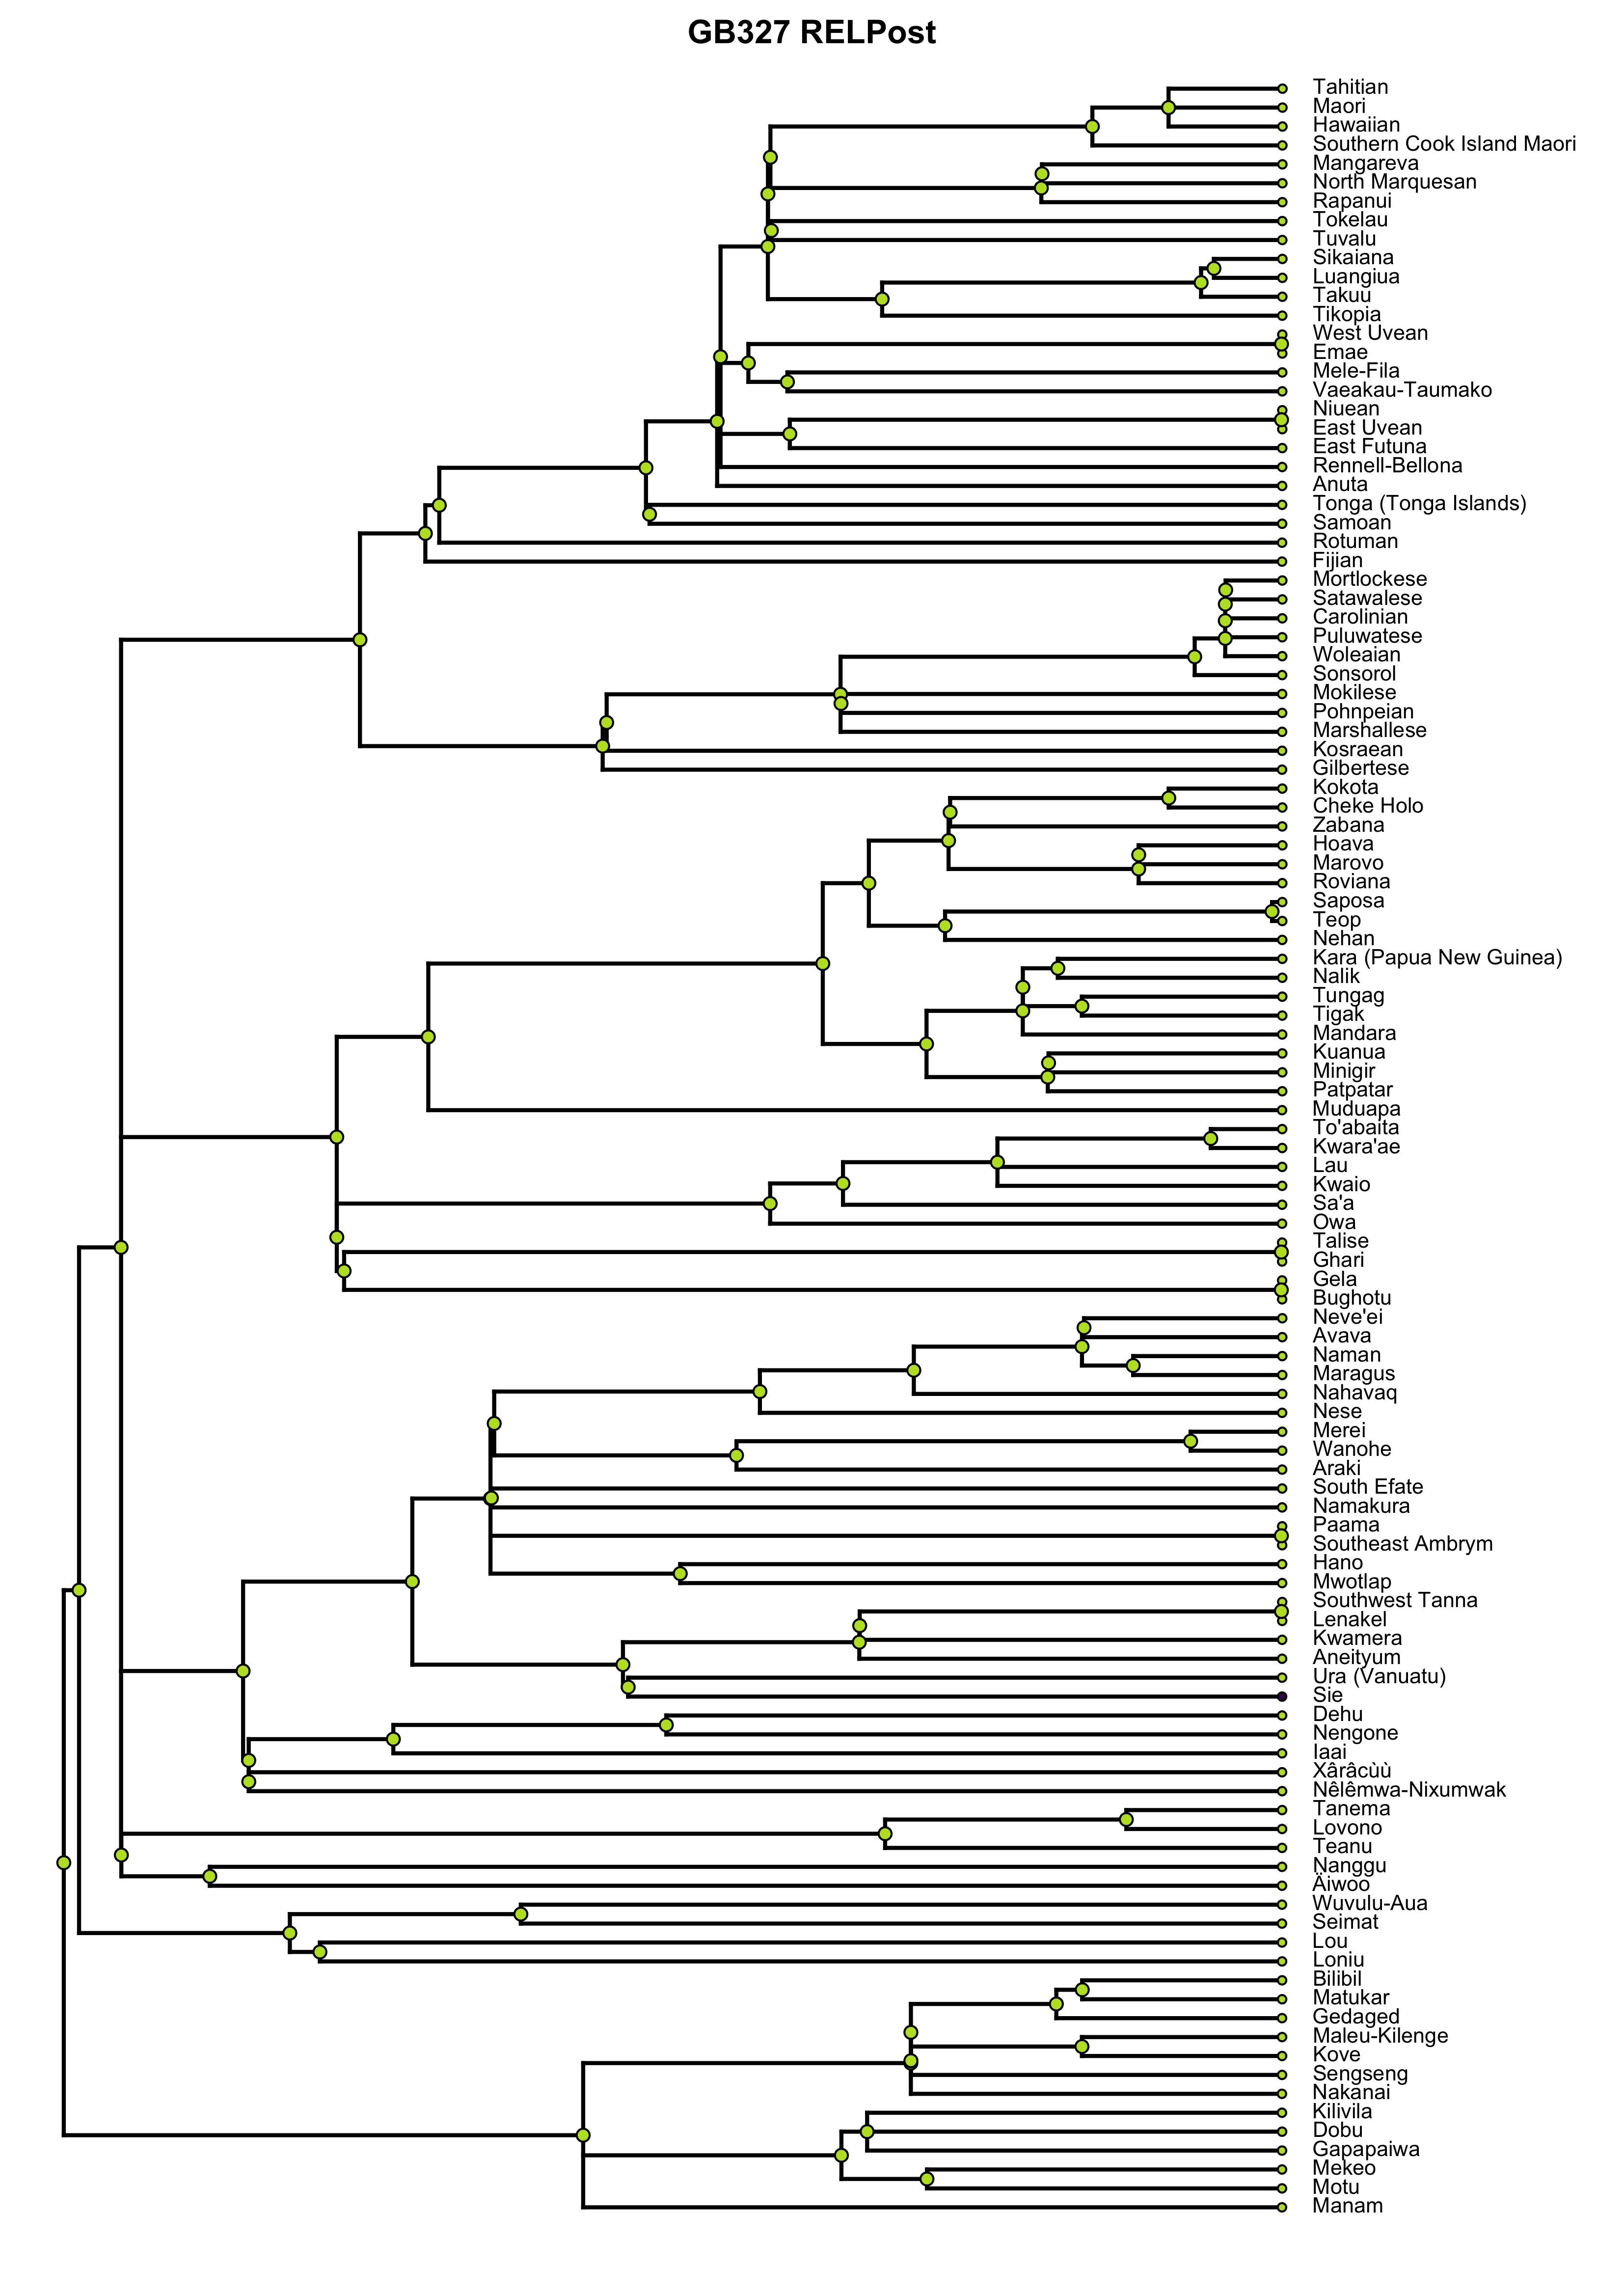 GB327 RELPost
Tahitian
Maori
Hawaiian
Southern Cook Island Maori
Mangareva
North Marquesan
Rapanui
Tokelau
Tuvalu
Sikaiana
Luangiua
Takuu
Tikopia
West Uvean
Emae
Mele-Fila
Vaeakau-Taumako
Niuean
East Uvean
East Futuna
Rennell-Bellona
Anuta
Tonga (Tonga Islands)
Samoan
Rotuman
Fijian
Mortlockese
Satawalese
Carolinian
Puluwatese
Woleaian
Sonsorol
Mokilese
Pohnpeian
Marshallese
Kosraean
Gilbertese
Kokota
Cheke Holo
Zabana
Hoava
Marovo
Roviana
Saposa
Teop
Nehan
Kara (Papua New Guinea)
Nalik
Tungag
Tigak
Mandara
Kuanua
Minigir
Patpatar
Muduapa
To'abaita
Kwara'ae
Lau
Kwaio
Sa'a
Owa
Talise
Ghari
Gela
Bughotu
Neve'ei
Avava
Naman
Maragus
Nahavaq
Nese
Merei
Wanohe
Araki
South Efate
Namakura
Paama
Southeast Ambrym
Hano
Mwotlap
Southwest Tanna
Lenakel
Kwamera
Aneityum
Ura (Vanuatu)
Sie
Dehu
Nengone
Iaai
Xârâcùù
Nêlêmwa-Nixumwak
Tanema
Lovono
Teanu
Nanggu
Äiwoo
Wuvulu-Aua
Seimat
Lou
Loniu
Bilibil
Matukar
Gedaged
Maleu-Kilenge
Kove
Sengseng
Nakanai
Kilivila
Dobu
Gapapaiwa
Mekeo
Motu
Manam